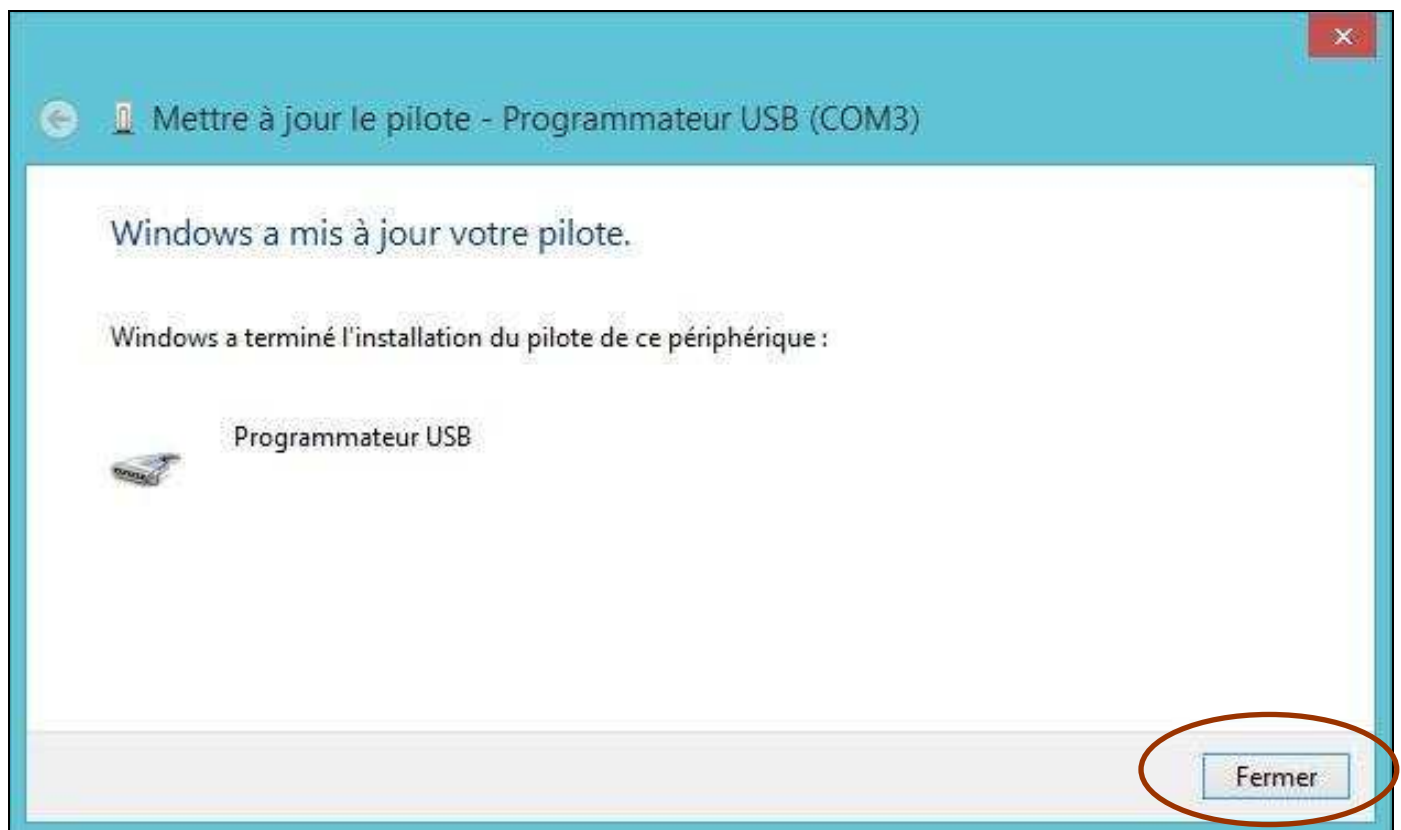 Mettre à jour le pilote - Programmateur USB (COM3)
Windows a mis à jour votre pilote.
Windows a terminé l'installation du pilote de ce périphérique :
Programmateur USB
Fermer